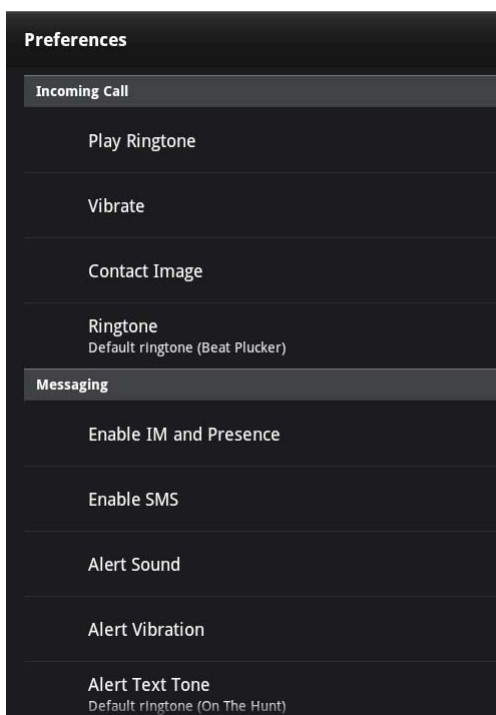 Preferences
Incoming Call
Play Ringtone
Vibrate
Contact Image
Ringtone
Default ringtone (Beat Plucker)
Messaging
Enable IM and Presence
Enable SMS
Alert Sound
Alert Vibration
Alert Text Tone
Default ringtone (On The Hunt)